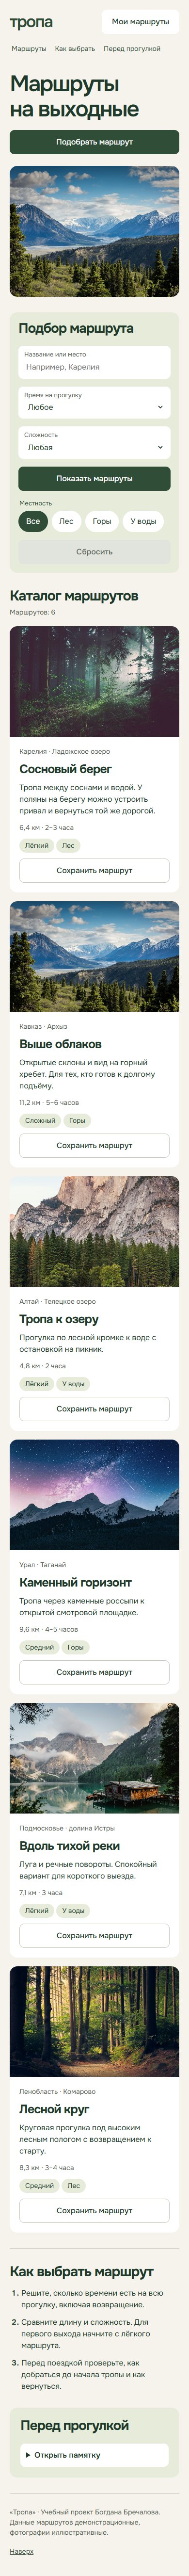 тропа
Мои маршруты
Маршруты
Как выбрать
Перед прогулкой
Маршруты
на выходные
Подобрать маршрут
Подбор маршрута
Название или место
Например, Карелия
Время на прогулку
Любое
Сложность
Любая
Показать маршруты
Местность
Все
Лес
Горы
У воды
Сбросить
Каталог маршрутов
Маршрутов: 6
Карелия · Ладожское озеро
Сосновый берег
Тропа между соснами и водой. У
поляны на берегу можно устроить
привал и вернуться той же дорогой.
6,4 км · 2–3 часа
Лёгкий
Лес
Сохранить маршрут
Кавказ · Архыз
Выше облаков
Открытые склоны и вид на горный
хребет. Для тех, кто готов к долгому
подъёму.
11,2 км · 5–6 часов
Сложный
Горы
Сохранить маршрут
Алтай · Телецкое озеро
Тропа к озеру
Прогулка по лесной кромке к воде с
остановкой на пикник.
4,8 км · 2 часа
Лёгкий
У воды
Сохранить маршрут
Урал · Таганай
Каменный горизонт
Тропа через каменные россыпи к
открытой смотровой площадке.
9,6 км · 4–5 часов
Средний
Горы
Сохранить маршрут
Подмосковье · долина Истры
Вдоль тихой реки
Луга и речные повороты. Спокойный
вариант для короткого выезда.
7,1 км · 3 часа
Лёгкий
У воды
Сохранить маршрут
Ленобласть · Комарово
Лесной круг
Круговая прогулка под высоким
лесным пологом с возвращением к
старту.
8,3 км · 3–4 часа
Средний
Лес
Сохранить маршрут
Как выбрать маршрут
1. Решите, сколько времени есть на всю
прогулку, включая возвращение.
2. Сравните длину и сложность. Для
первого выхода начните с лёгкого
маршрута.
3. Перед поездкой проверьте, как
добраться до начала тропы и как
вернуться.
Перед прогулкой
Открыть памятку
«Тропа» · Учебный проект Богдана Бречалова.
Данные маршрутов демонстрационные,
фотографии иллюстративные.
Наверх